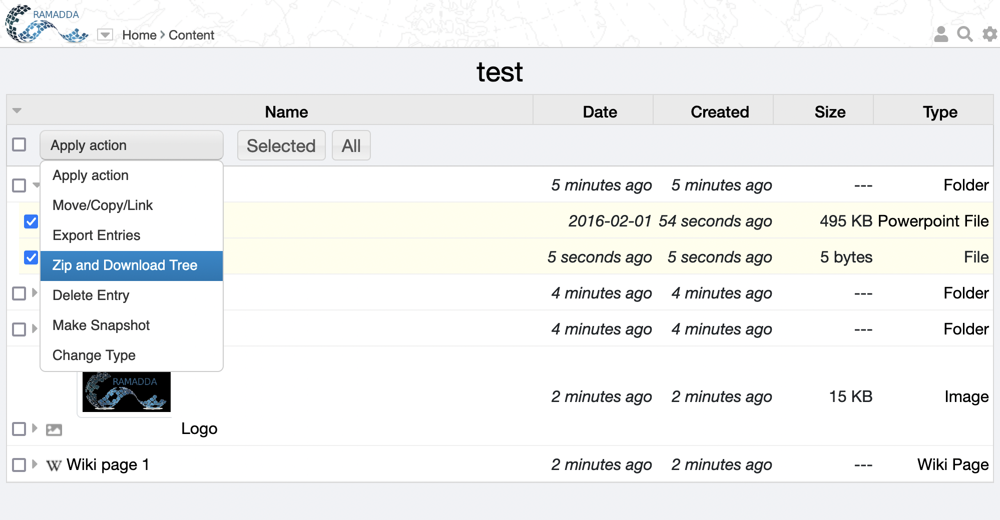 RAMADDA
Home › Content
test
Name Date Created Size Type
Apply action Selected All
Apply action
5 minutes ago 5 minutes ago --- Folder
Move/Copy/Link
2016-02-01 54 seconds ago 495 KB Powerpoint File
Export Entries
5 seconds ago 5 seconds ago 5 bytes File
Zip and Download Tree
Delete Entry
4 minutes ago 4 minutes ago --- Folder
Make Snapshot
4 minutes ago 4 minutes ago --- Folder
Change Type
RAMADDA
2 minutes ago 2 minutes ago 15 KB Image
Logo
W Wiki page 1 2 minutes ago 2 minutes ago --- Wiki Page